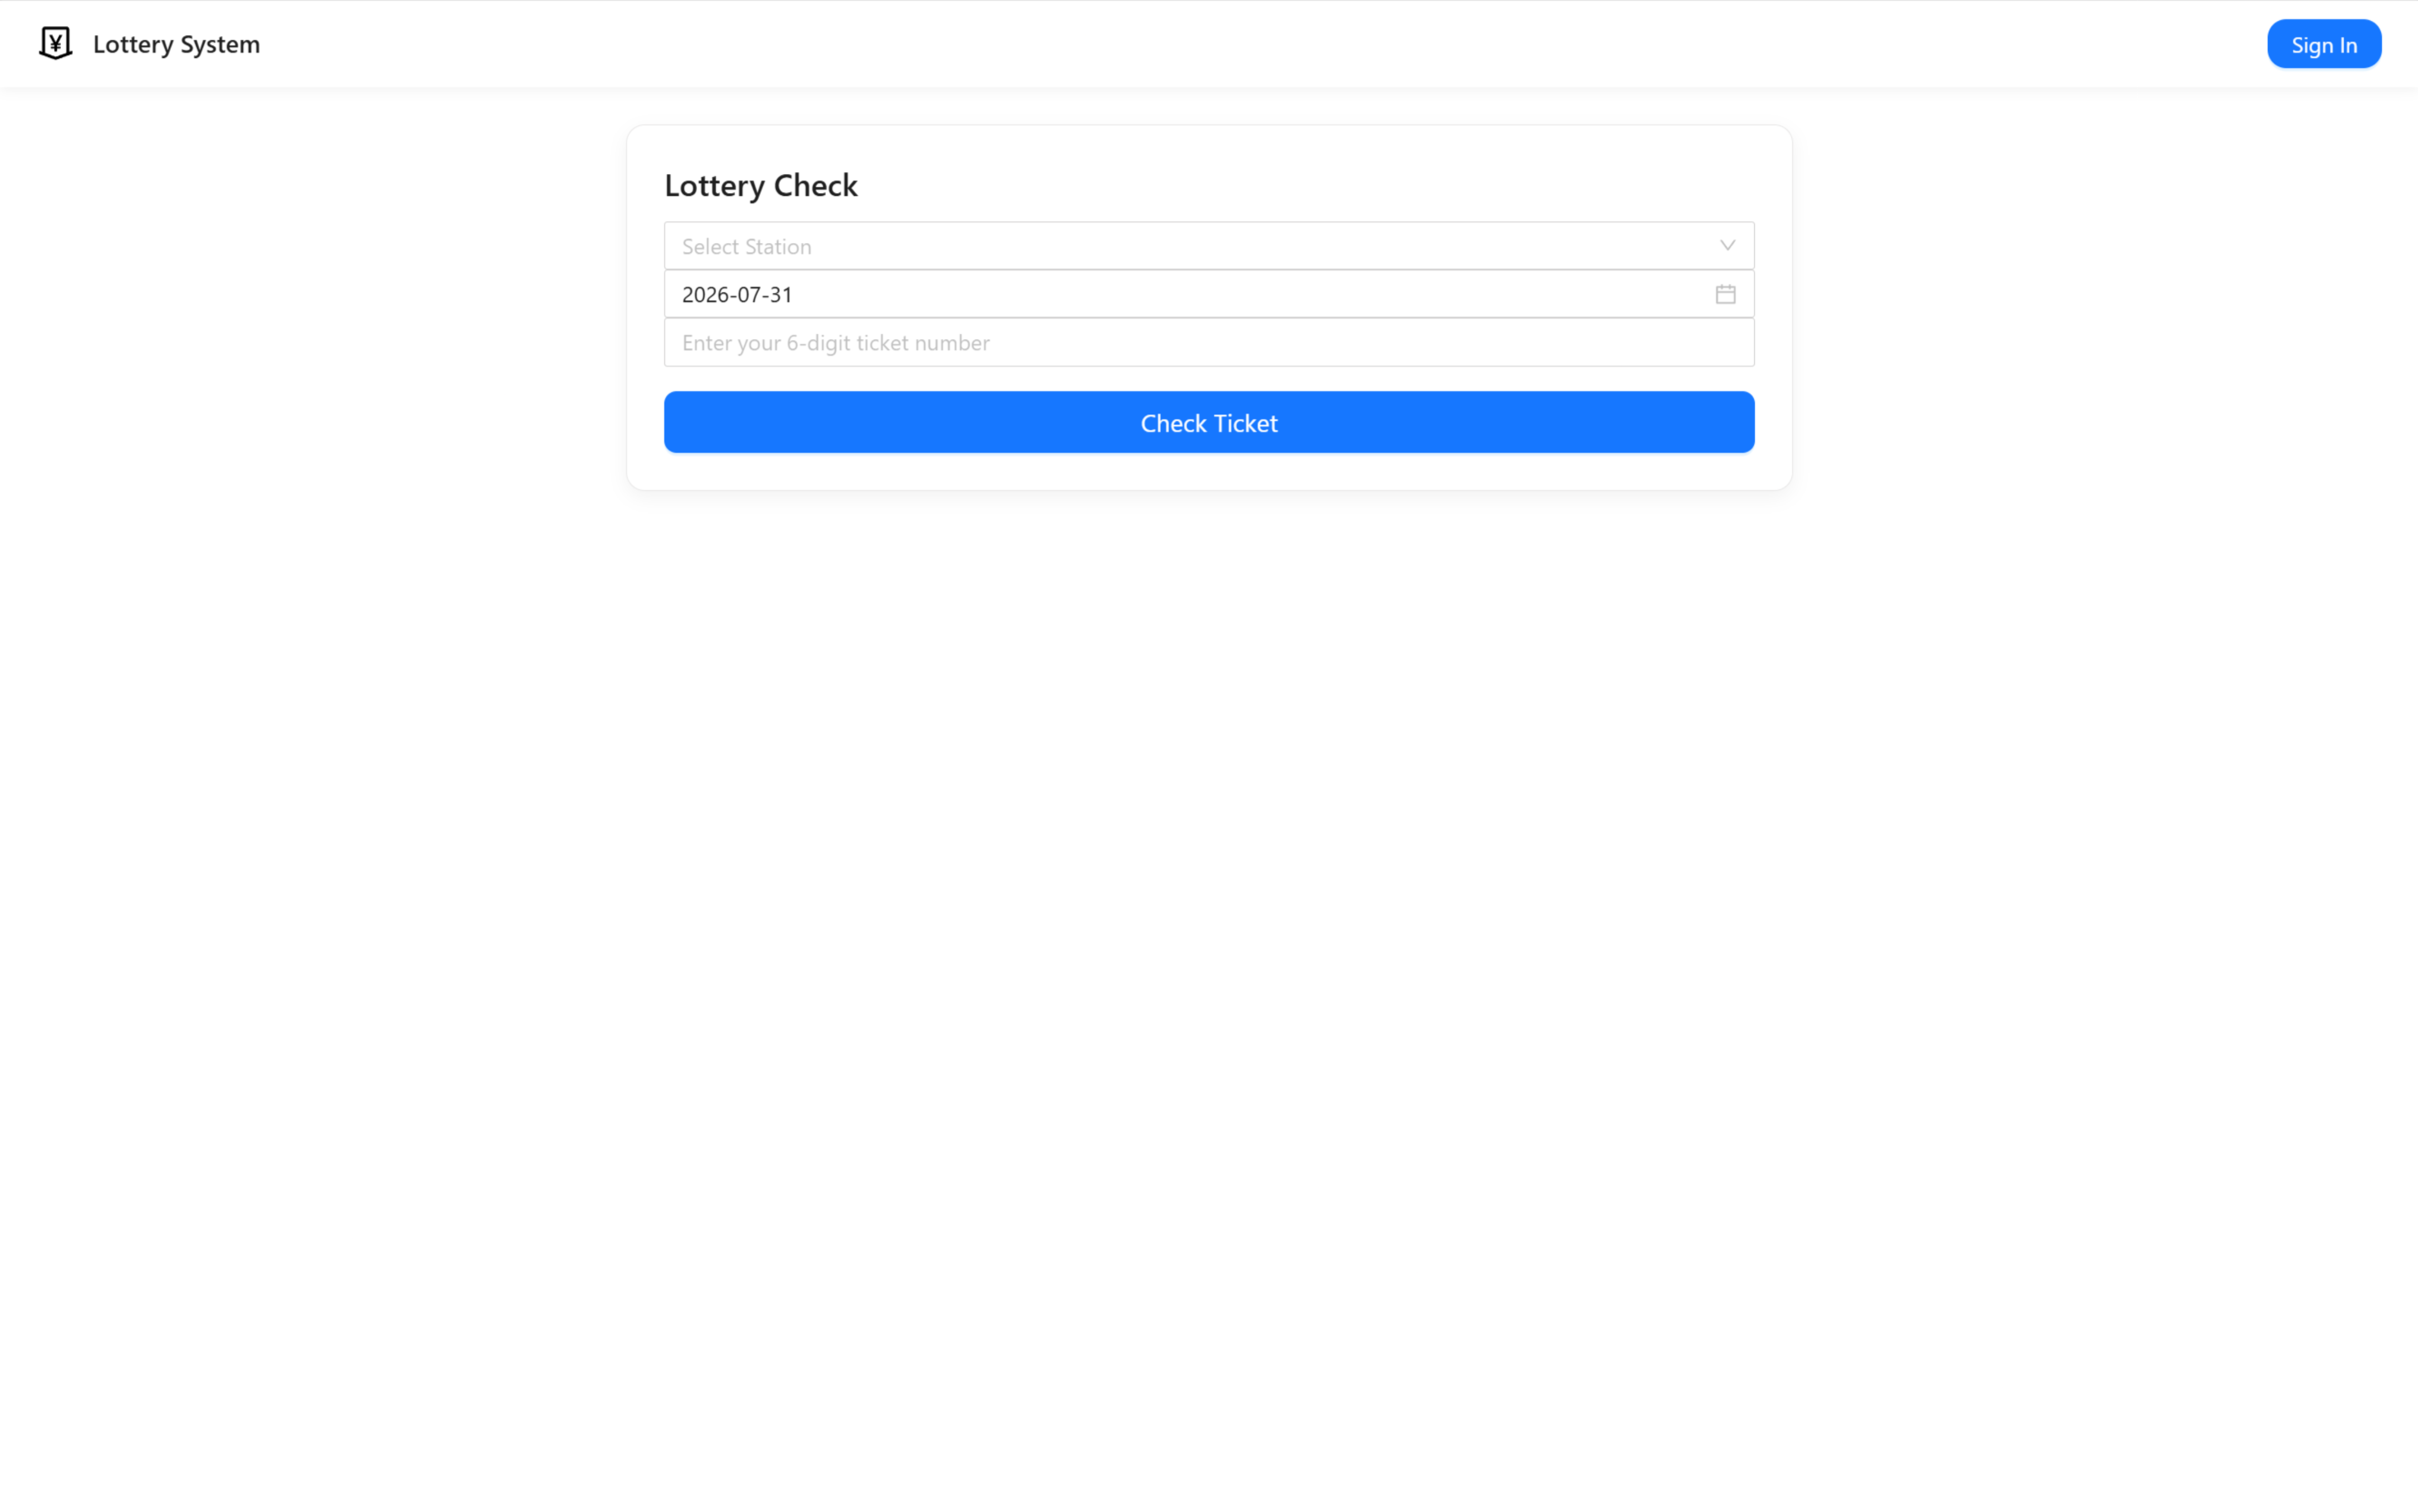 ¥ Lottery System
Sign In
Lottery Check
Select Station
2026-07-31
Enter your 6-digit ticket number
Check Ticket